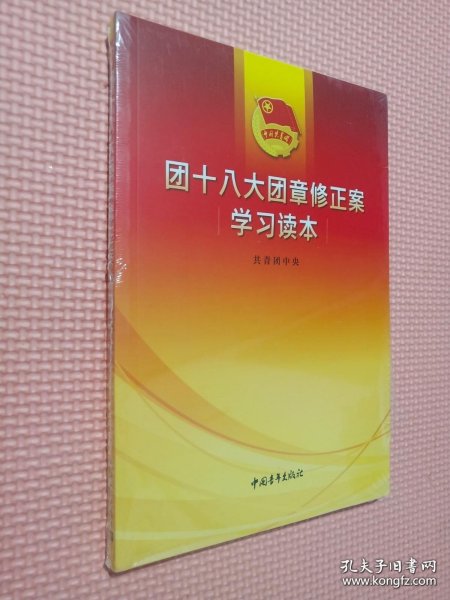 中国共青团
团十八大团章修正案
学习读本
共青团中央
中国青年出版社
孔夫子旧书网
www.kongfz.com